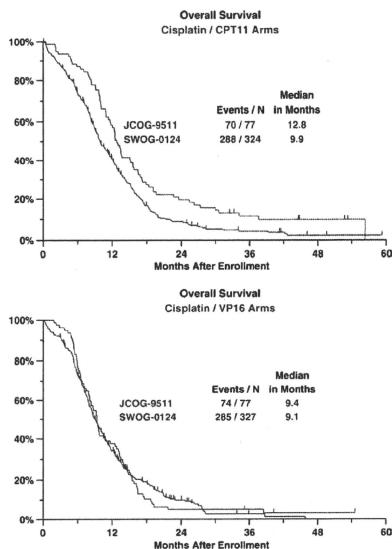 Overall Survival
Cisplatin / CPT11 Arms
100%
80%
60%
40%
20%
0%
Median
Events / N in Months
JCOG-9511 70 / 77 12.8
SWOG-0124 288 / 324 9.9
0 12 24 36 48 60
Months After Enrollment
Overall Survival
Cisplatin / VP16 Arms
100%
80%
60%
40%
20%
0%
Median
Events / N in Months
JCOG-9511 74 / 77 9.4
SWOG-0124 285 / 327 9.1
0 12 24 36 48 60
Months After Enrollment